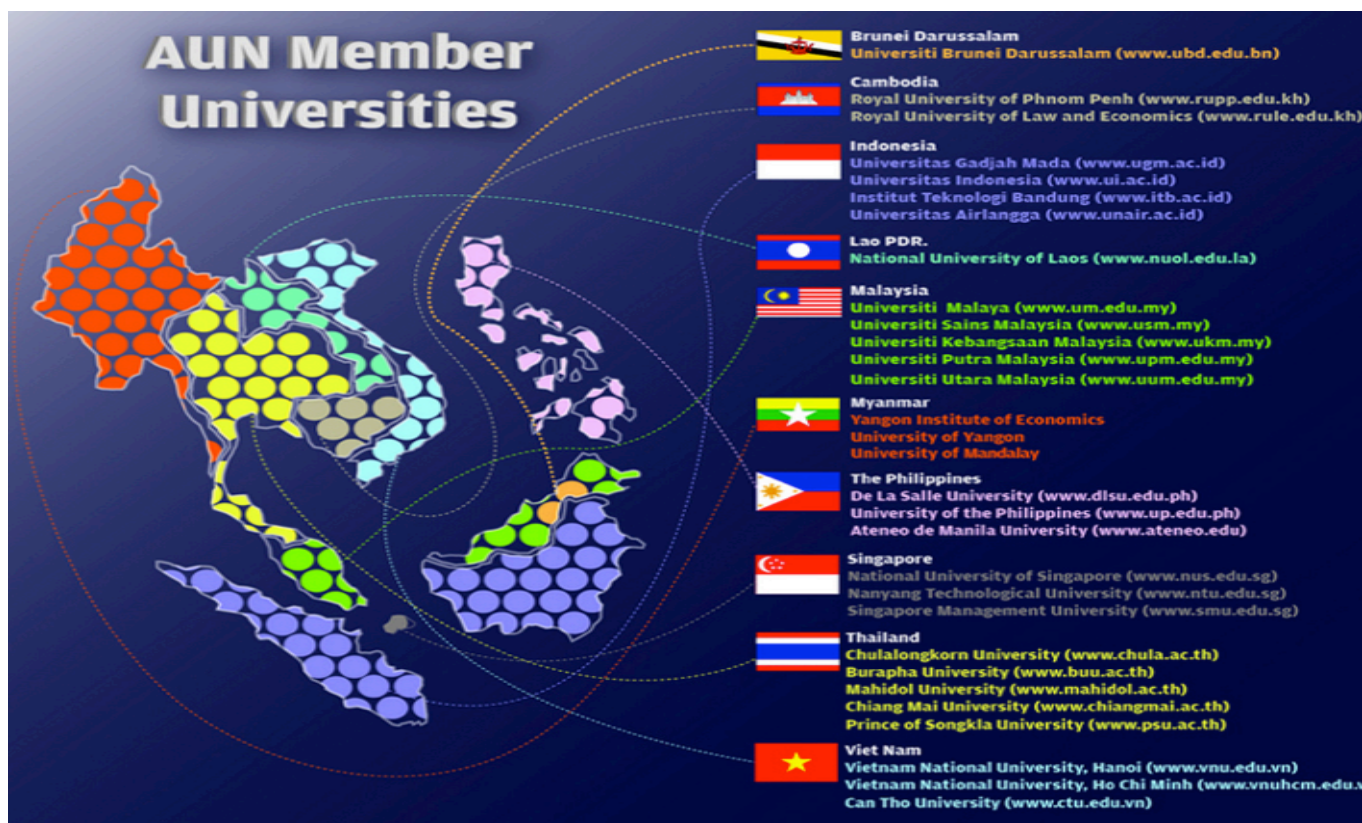 AUN Member
Universities
Brunei Darussalam
Universiti Brunei Darussalam (www.ubd.edu.bn)
Cambodia
Royal University of Phnom Penh (www.rupp.edu.kh)
Royal University of Law and Economics (www.rule.edu.kh)
Indonesia
Universitas Gadjah Mada (www.ugm.ac.id)
Universitas Indonesia (www.ui.ac.id)
Institut Teknologi Bandung (www.itb.ac.id)
Universitas Airlangga (www.unair.ac.id)
Lao PDR.
National University of Laos (www.nuol.edu.la)
Malaysia
Universiti Malaya (www.um.edu.my)
Universiti Sains Malaysia (www.usm.my)
Universiti Kebangsaan Malaysia (www.ukm.my)
Universiti Putra Malaysia (www.upm.edu.my)
Universiti Utara Malaysia (www.uum.edu.my)
Myanmar
Yangon Institute of Economics
University of Yangon
University of Mandalay
The Philippines
De La Salle University (www.dlsu.edu.ph)
University of the Philippines (www.up.edu.ph)
Ateneo de Manila University (www.ateneo.edu)
Singapore
National University of Singapore (www.nus.edu.sg)
Nanyang Technological University (www.ntu.edu.sg)
Singapore Management University (www.smu.edu.sg)
Thailand
Chulalongkorn University (www.chula.ac.th)
Burapha University (www.buu.ac.th)
Mahidol University (www.mahidol.ac.th)
Chiang Mai University (www.chiangmai.ac.th)
Prince of Songkla University (www.psu.ac.th)
Viet Nam
Vietnam National University, Hanoi (www.vnu.edu.vn)
Vietnam National University, Ho Chi Minh (www.vnuhcm.edu.v
Can Tho University (www.ctu.edu.vn)